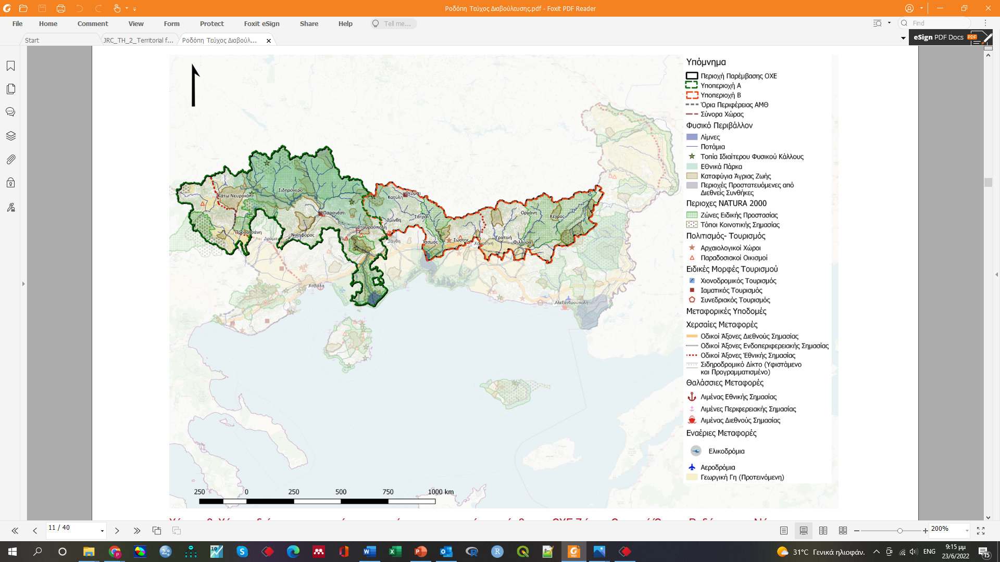 Ροδόπη Τεύχος Διαβούλευσης.pdf - Foxit PDF Reader
File Home Comment View Form Protect Foxit eSign Share Help Tell me... Find
Start JRC_TH_2_Territorial f... Ροδόπη Τεύχος Διαβούλ... eSign PDF Docs PDF
Υπόμνημα
Περιοχή Παρέμβασης ΟΧΕ
Υποπεριοχή Α
Υποπεριοχή Β
Όρια Περιφέρειας ΑΜΘ
Σύνορα Χώρας
Φυσικό Περιβάλλον
Λίμνες
Ποτάμια
Τοπία Ιδιαίτερου Φυσικού Κάλλους
Εθνικά Πάρκα
Καταφύγια Άγριας Ζωής
Περιοχές Προστατευόμενες από
Διεθνείς Συνθήκες
Περιοχες NATURA 2000
Ζώνες Ειδικής Προστασίας
Τόποι Κοινοτικής Σημασίας
Πολιτισμός- Τουρισμός
Αρχαιολογικοί Χώροι
Παραδοσιακοί Οικισμοί
Ειδικές Μορφές Τουρισμού
Χιονοδρομικός Τουρισμός
Ιαματικός Τουρισμός
Συνεδριακός Τουρισμός
Μεταφορικές Υποδομές
Χερσαίες Μεταφορές
Οδικοί Άξονες Διεθνούς Σημασίας
Οδικοί Άξονες Ενδοπεριφερειακής Σημασίας
Οδικοί Άξονες Έθνικής Σημασίας
Σιδηροδρομικό Δίκτο (Υφιστάμενο
και Προγραμματισμένο)
Θαλάσσιες Μεταφορές
Λιμένας Εθνικής Σημασίας
Λιμένες Περιφερειακής Σημασίας
Λιμένας Διεθνούς Σημασίας
Εναέριες Μεταφορές
Ελικοδρόμια
Αεροδρόμια
Γεωργική Γη (Προτεινόμενη)
Κάτω Νευροκόπι
Σιδηρόνερο
Παρανέστι
Προσοτσάνη
Δράμα
Νικηφόρος
Σταυρούπολη
Κοτύλη
Θέρμαι
Σμίνθη
Σάτραι
Ξάνθη
Ίασμος
Σώστης
Κομοτηνή
Γρατινή
Φιλλύρα
Οργάνη
Κέχρος
Καβάλα
Αλεξανδρούπολη
250 0 250 500 750 1000 km
11 / 40 200%
31°C Γενικά ηλιοφάν. ENG 9:15 μμ
23/6/2022 15